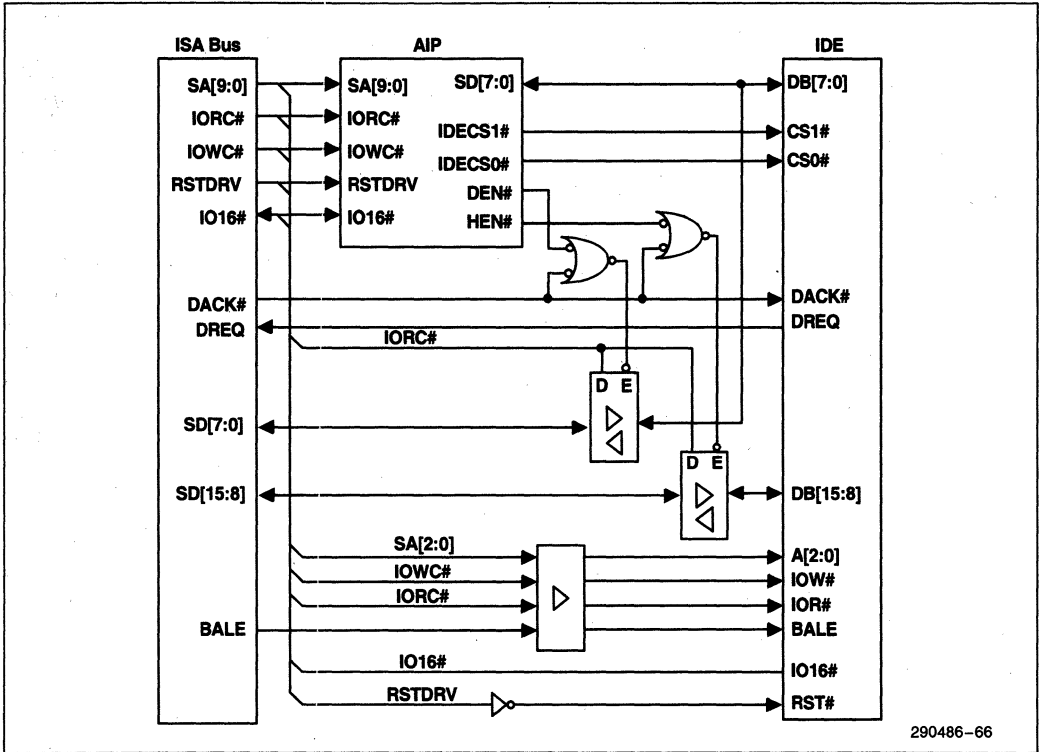 ISA Bus AIP IDE
SA[9:0] SA[9:0] SD[7:0] DB[7:0]
IORC# IORC#
IDECS1# CS1#
IOWC# IOWC#
IDECS0# CS0#
RSTDRV RSTDRV
DEN#
IO16# IO16#
HEN#
DACK# DACK#
DREQ DREQ
IORC#
D E
SD[7:0]
D E
SD[15:8] DB[15:8]
SA[2:0] A[2:0]
IOWC# IOW#
IORC# IOR#
BALE BALE
IO16# IO16#
RSTDRV RST#
290486-66